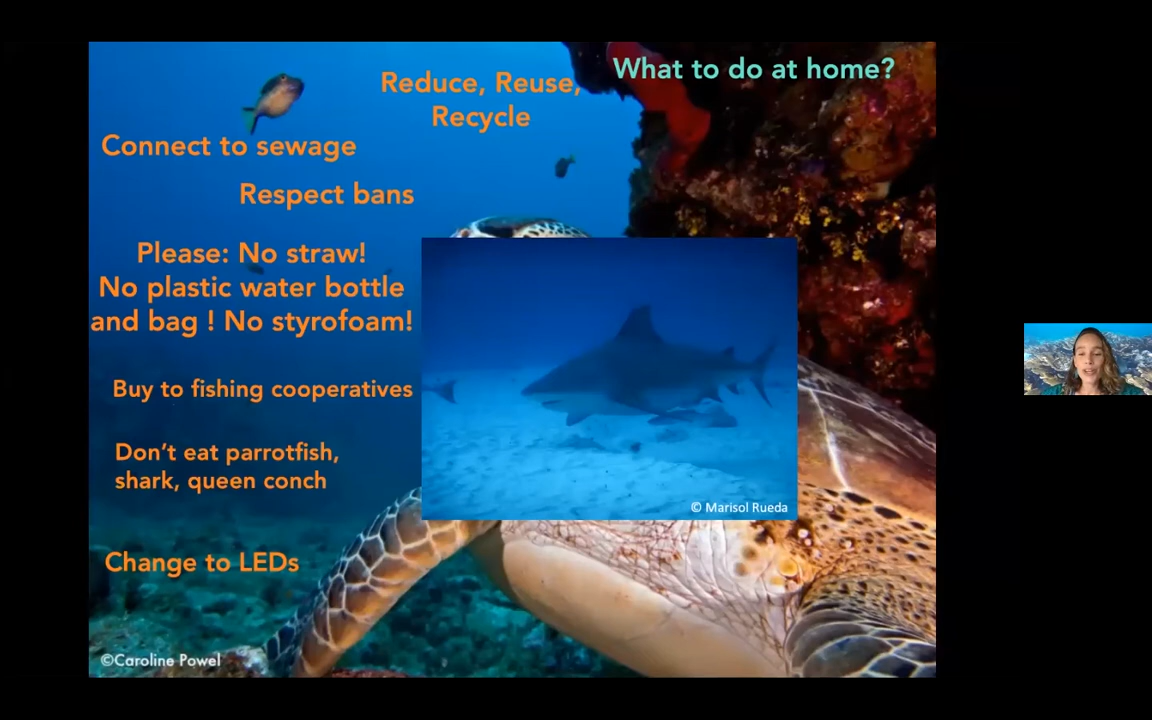 What to do at home?
Reduce, Reuse,
Recycle
Connect to sewage
Respect bans
Please: No straw!
No plastic water bottle
and bag ! No styrofoam!
Buy to fishing cooperatives
Don't eat parrotfish,
shark, queen conch
© Marisol Rueda
Change to LEDs
©Caroline Powel